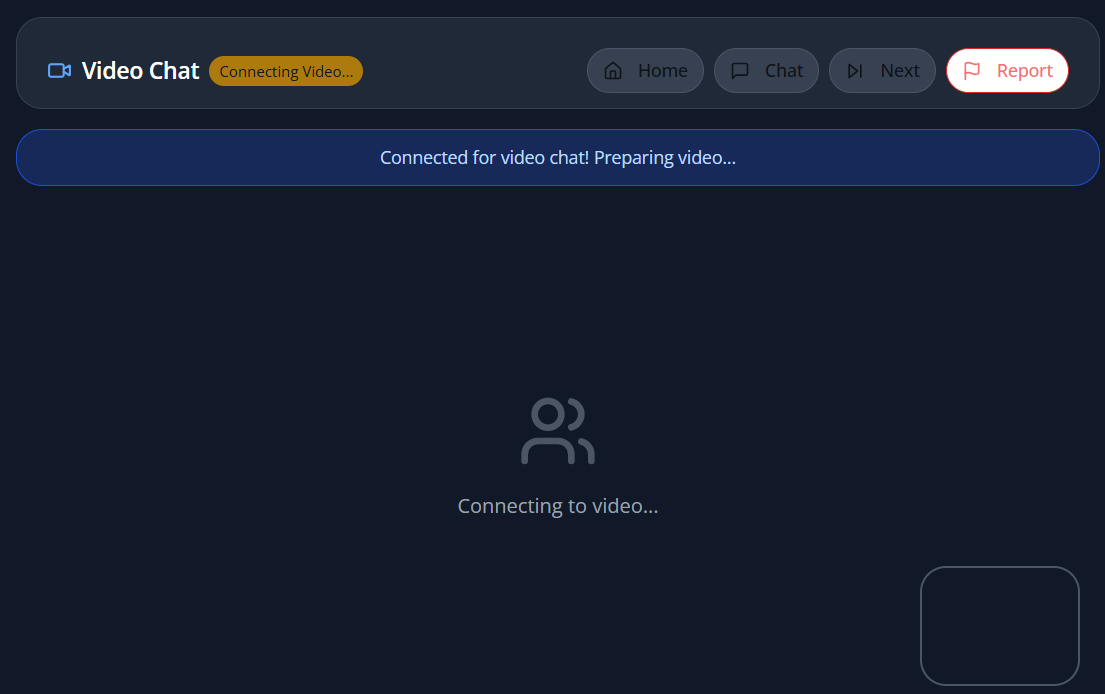 Video Chat
Connecting Video...
Home
Chat
Next
Report
Connected for video chat! Preparing video...
Connecting to video...